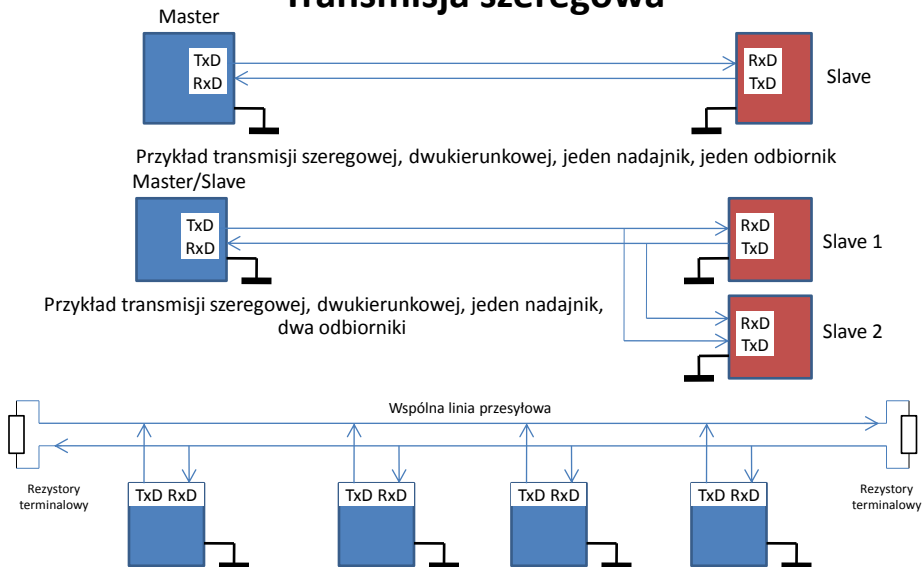 Transmisja szeregowa
Master
TxD
RxD
RxD
TxD
Slave
Przykład transmisji szeregowej, dwukierunkowej, jeden nadajnik, jeden odbiornik
Master/Slave
TxD
RxD
RxD
TxD
Slave 1
Przykład transmisji szeregowej, dwukierunkowej, jeden nadajnik,
dwa odbiorniki
RxD
TxD
Slave 2
Wspólna linia przesyłowa
Rezystory
terminalowy
TxD RxD
TxD RxD
TxD RxD
TxD RxD
Rezystory
terminalowy